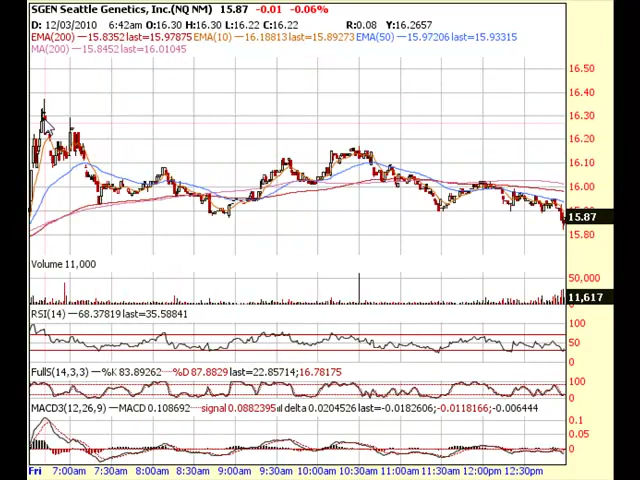 SGEN Seattle Genetics, Inc.(NQ NM) 15.87 -0.01 -0.06%
D: 12/03/2010 6:42am O:16.30 H:16.30 L:16.22 C:16.22 R:0.08 Y:16.2657
EMA(200) —15.8352 last=15.97875 EMA(10) —16.18813 last=15.89273 EMA(50) —15.97206 last=15.93315
MA(200) —15.8452 last=16.01045
16.50
16.40
16.30
16.20
16.10
16.00
15.87
15.80
Volume 11,000
50,000
11,617
RSI(14) —68.37819 last=35.58841
100
50
0
FullS(14,3,3) —%K 83.89262 —%D 87.8829 last=22.85714;16.78175
100
50
0
MACD3(12,26,9) —MACD 0.108692 signal 0.0882395 delta 0.0204526 last=-0.0182606;-0.0118166;-0.006444
0.1
0.05
0
Fri 7:00am 7:30am 8:00am 8:30am 9:00am 9:30am 10:00am 10:30am 11:00am 11:30am 12:00pm 12:30pm